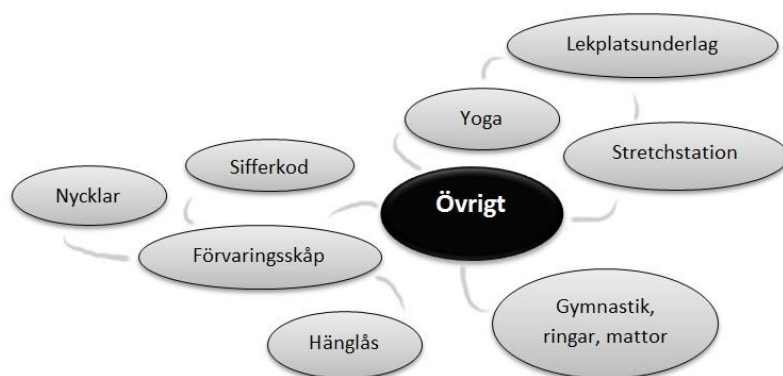 Lekplatsunderlag
Yoga
Stretchstation
Sifferkod
Nycklar
Övrigt
Förvaringsskåp
Gymnastik,
ringar, mattor
Hänglås